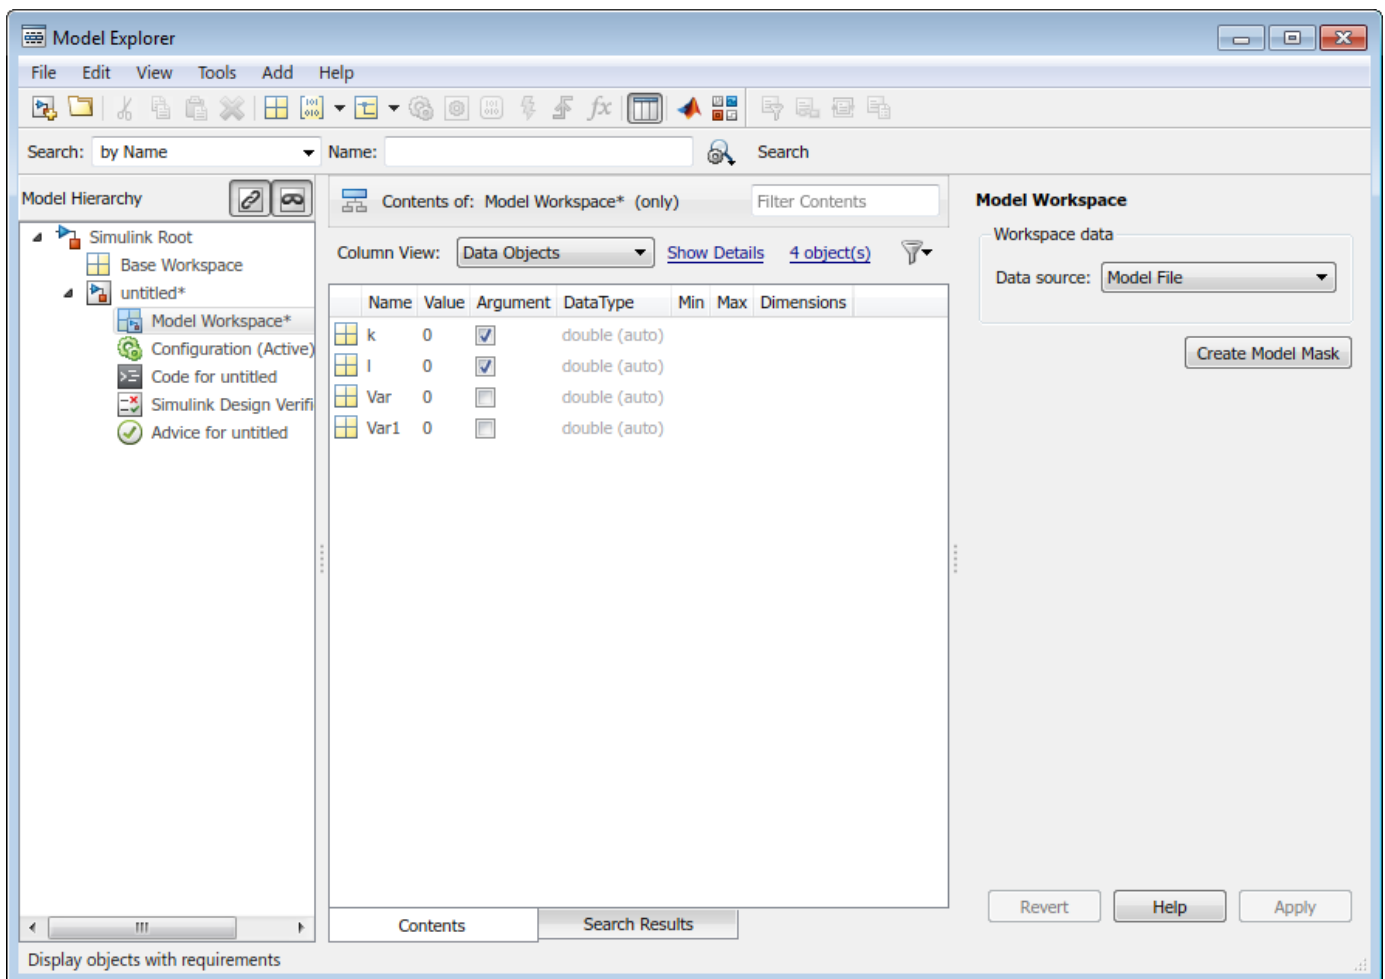 Model Explorer
File Edit View Tools Add Help
Search: by Name Name: Search
Model Hierarchy
Contents of: Model Workspace* (only) Filter Contents
Model Workspace
Simulink Root
Base Workspace
untitled*
Model Workspace*
Configuration (Active)
Code for untitled
Simulink Design Verifi
Advice for untitled
Column View: Data Objects Show Details 4 object(s)
Name Value Argument DataType Min Max Dimensions
k 0 double (auto)
l 0 double (auto)
Var 0 double (auto)
Var1 0 double (auto)
Workspace data
Data source: Model File
Create Model Mask
Revert Help Apply
Contents Search Results
Display objects with requirements